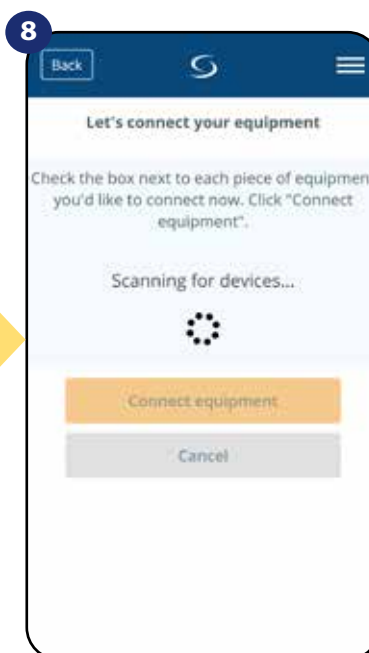 8
Back
Let's connect your equipment
Check the box next to each piece of equipmen
you'd like to connect now. Click "Connect
equipment".
Scanning for devices...
Connect equipment
Cancel